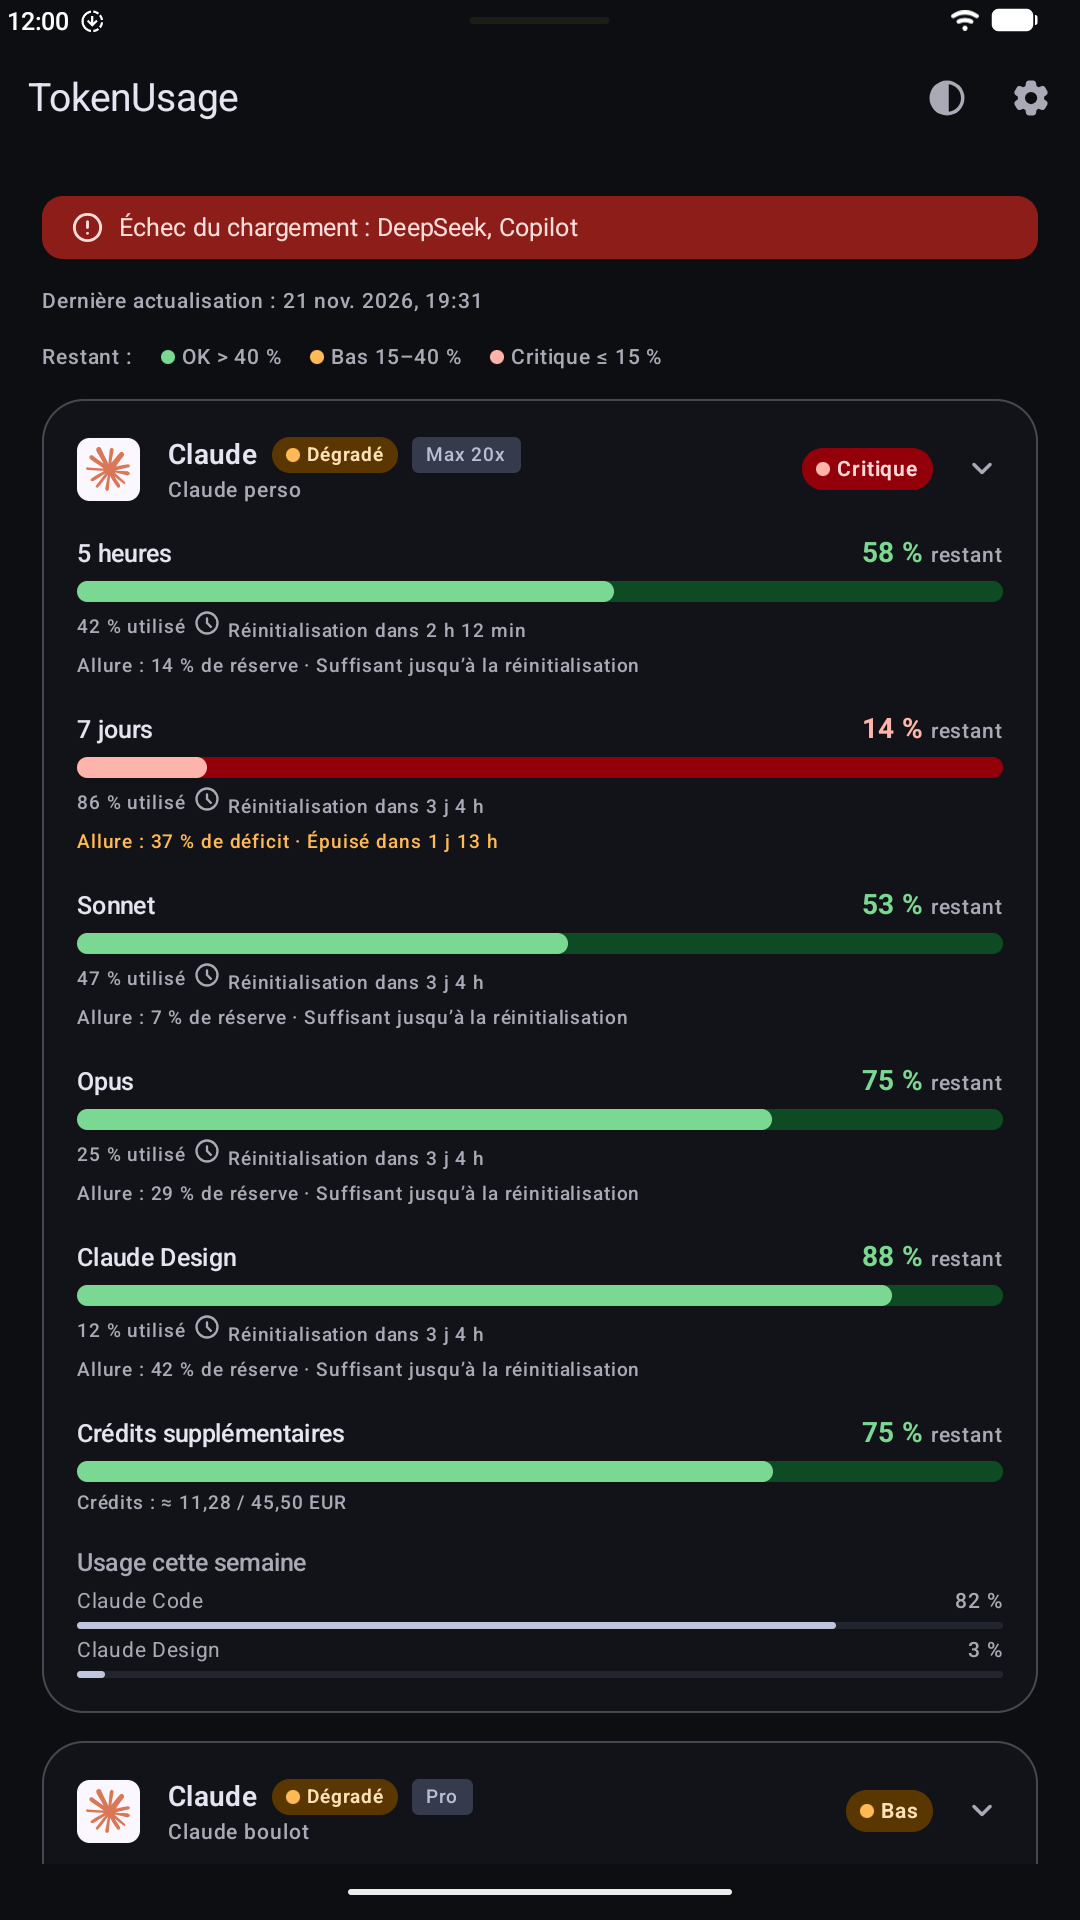 12:00
TokenUsage
Échec du chargement : DeepSeek, Copilot
Dernière actualisation : 21 nov. 2026, 19:31
Restant : OK > 40 % Bas 15–40 % Critique ≤ 15 %
Claude Dégradé Max 20x
Claude perso
Critique
5 heures 58 % restant
42 % utilisé Réinitialisation dans 2 h 12 min
Allure : 14 % de réserve · Suffisant jusqu’à la réinitialisation
7 jours 14 % restant
86 % utilisé Réinitialisation dans 3 j 4 h
Allure : 37 % de déficit · Épuisé dans 1 j 13 h
Sonnet 53 % restant
47 % utilisé Réinitialisation dans 3 j 4 h
Allure : 7 % de réserve · Suffisant jusqu’à la réinitialisation
Opus 75 % restant
25 % utilisé Réinitialisation dans 3 j 4 h
Allure : 29 % de réserve · Suffisant jusqu’à la réinitialisation
Claude Design 88 % restant
12 % utilisé Réinitialisation dans 3 j 4 h
Allure : 42 % de réserve · Suffisant jusqu’à la réinitialisation
Crédits supplémentaires 75 % restant
Crédits : ≈ 11,28 / 45,50 EUR
Usage cette semaine
Claude Code 82 %
Claude Design 3 %
Claude Dégradé Pro
Claude boulot
Bas